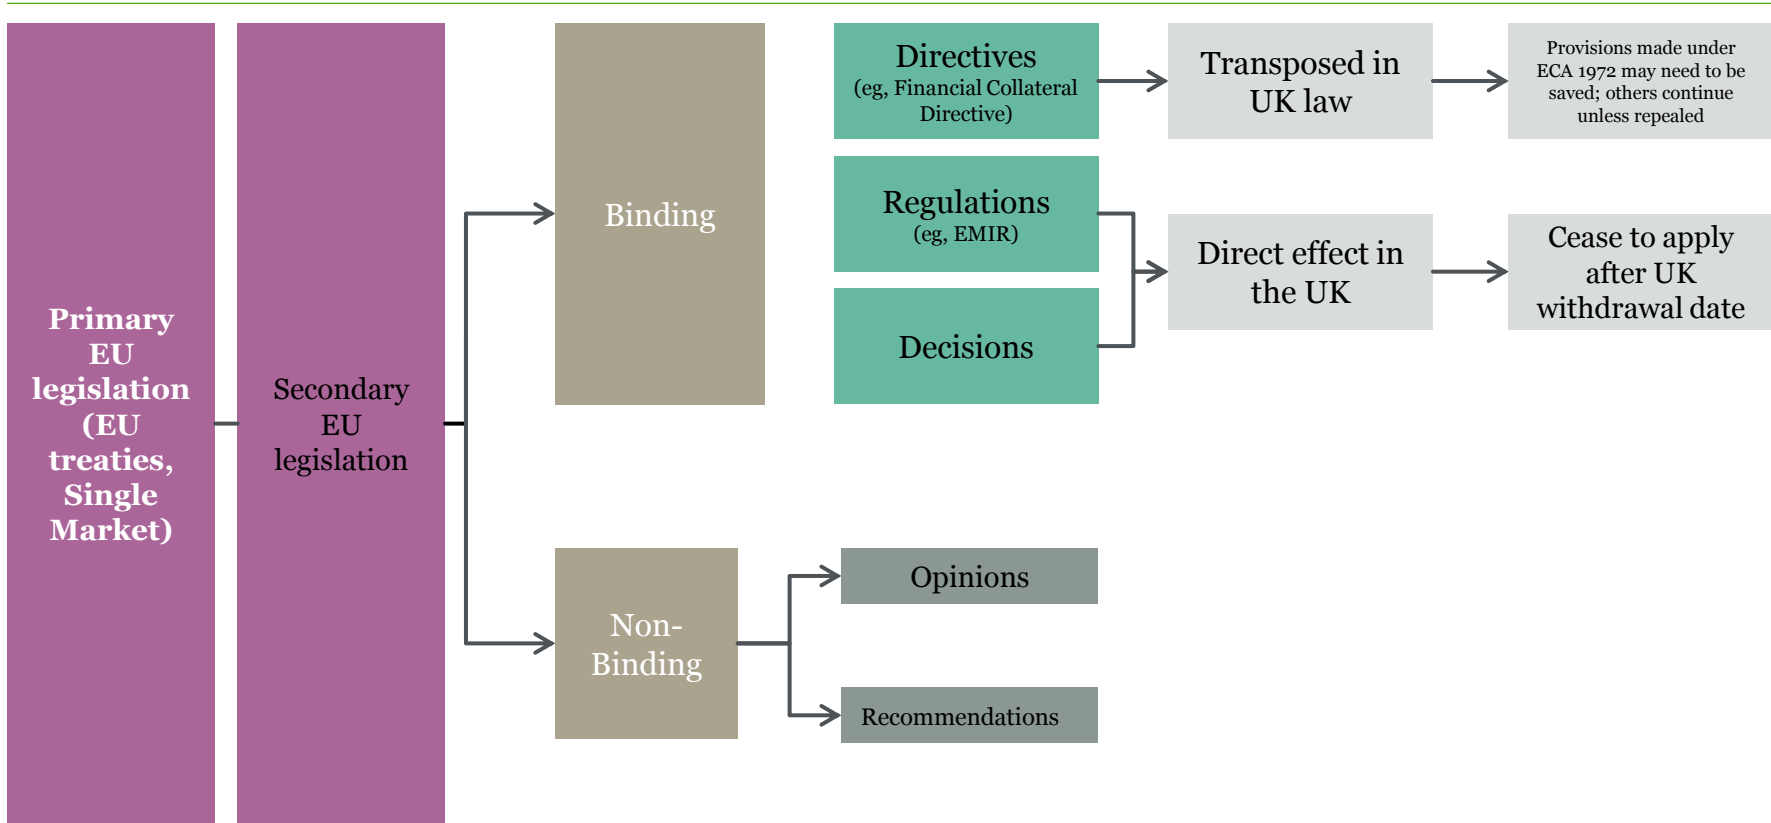 Primary
EU
legislation
(EU
treaties,
Single
Market)
Secondary
EU
legislation
Binding
Directives
(eg, Financial Collateral
Directive)
Transposed in
UK law
Provisions made under
ECA 1972 may need to be
saved; others continue
unless repealed
Regulations
(eg, EMIR)
Decisions
Direct effect in
the UK
Cease to apply
after UK
withdrawal date
Non-
Binding
Opinions
Recommendations